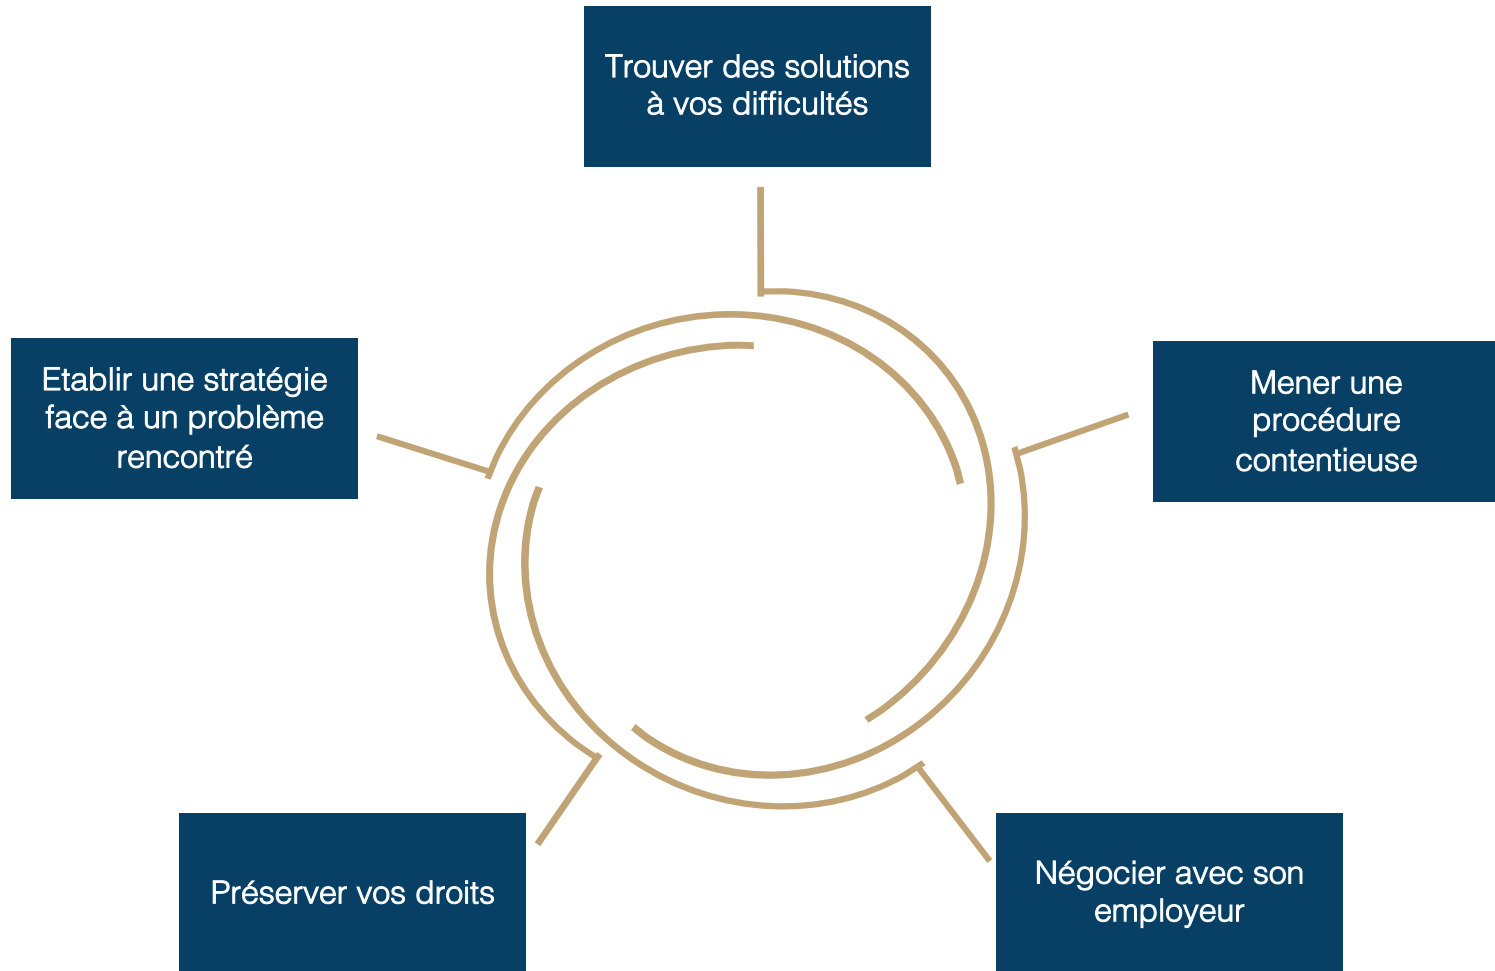 Trouver des solutions
à vos difficultés
Etablir une stratégie
face à un problème
rencontré
Mener une
procédure
contentieuse
Préserver vos droits
Négocier avec son
employeur